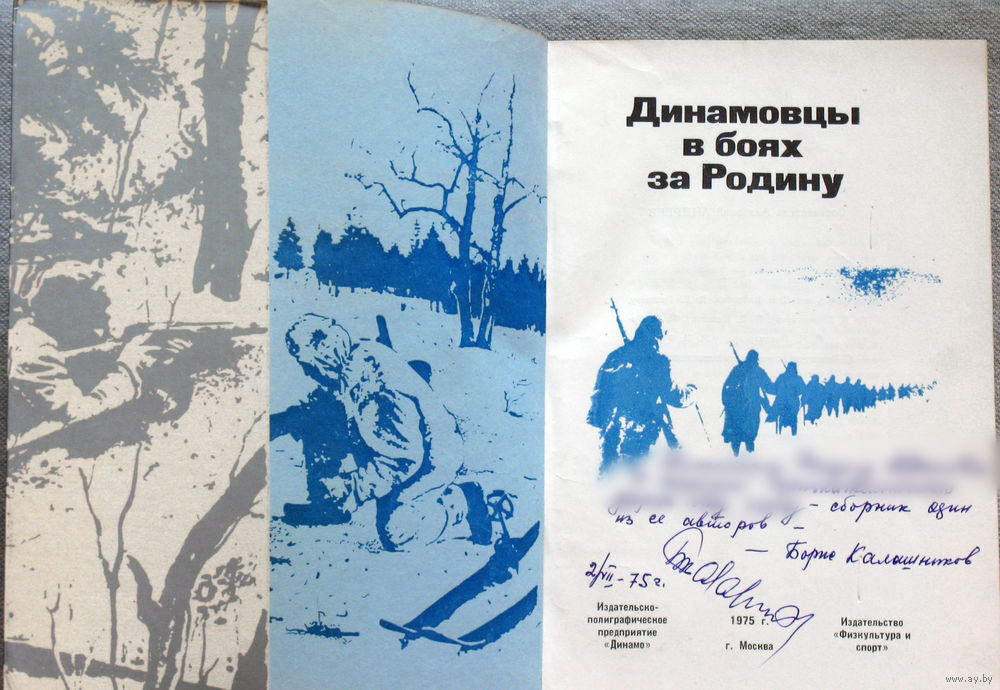 Динамовцы
в боях
за Родину
– сборник один
из ее авторов –
– Борис Калашников
2/VII – 75 г.
Издательско-
полиграфическое
предприятие
«Динамо»
1975 г.
г. Москва
Издательство
«Физкультура и
спорт»
www.ay.by